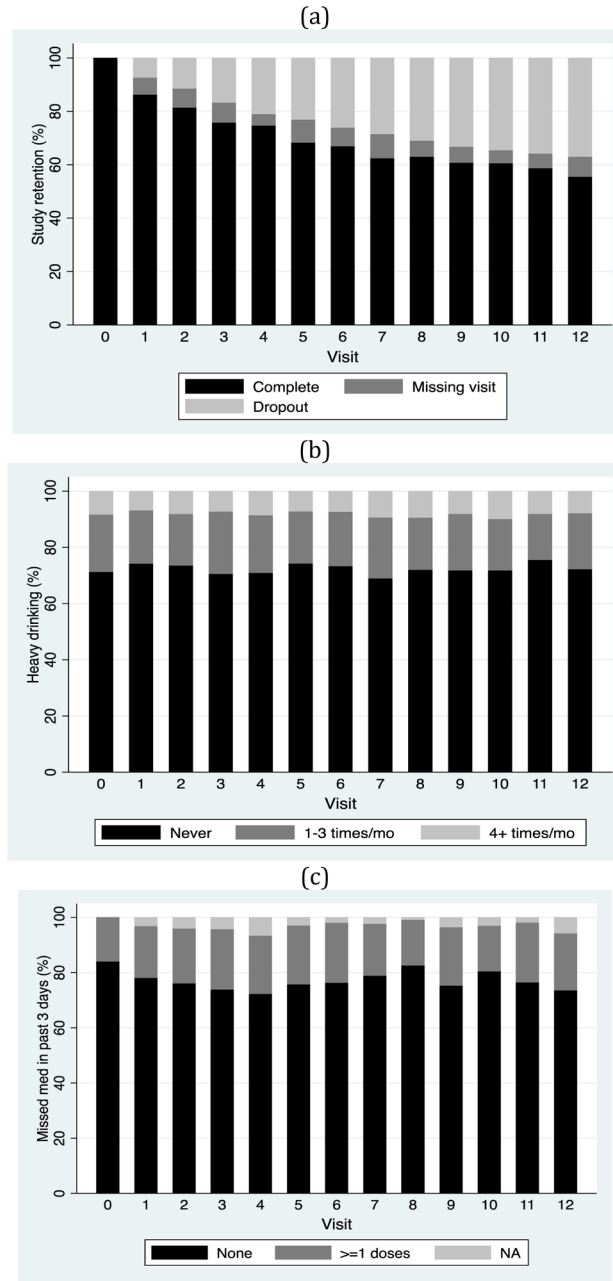 (a)
Study retention (%)
100
80
60
40
20
0
0 1 2 3 4 5 6 7 8 9 10 11 12
Visit
Complete Missing visit
Dropout
(b)
Heavy drinking (%)
100
80
60
40
20
0
0 1 2 3 4 5 6 7 8 9 10 11 12
Visit
Never 1-3 times/mo 4+ times/mo
(c)
Missed med in past 3 days (%)
100
80
60
40
20
0
0 1 2 3 4 5 6 7 8 9 10 11 12
Visit
None >=1 doses NA